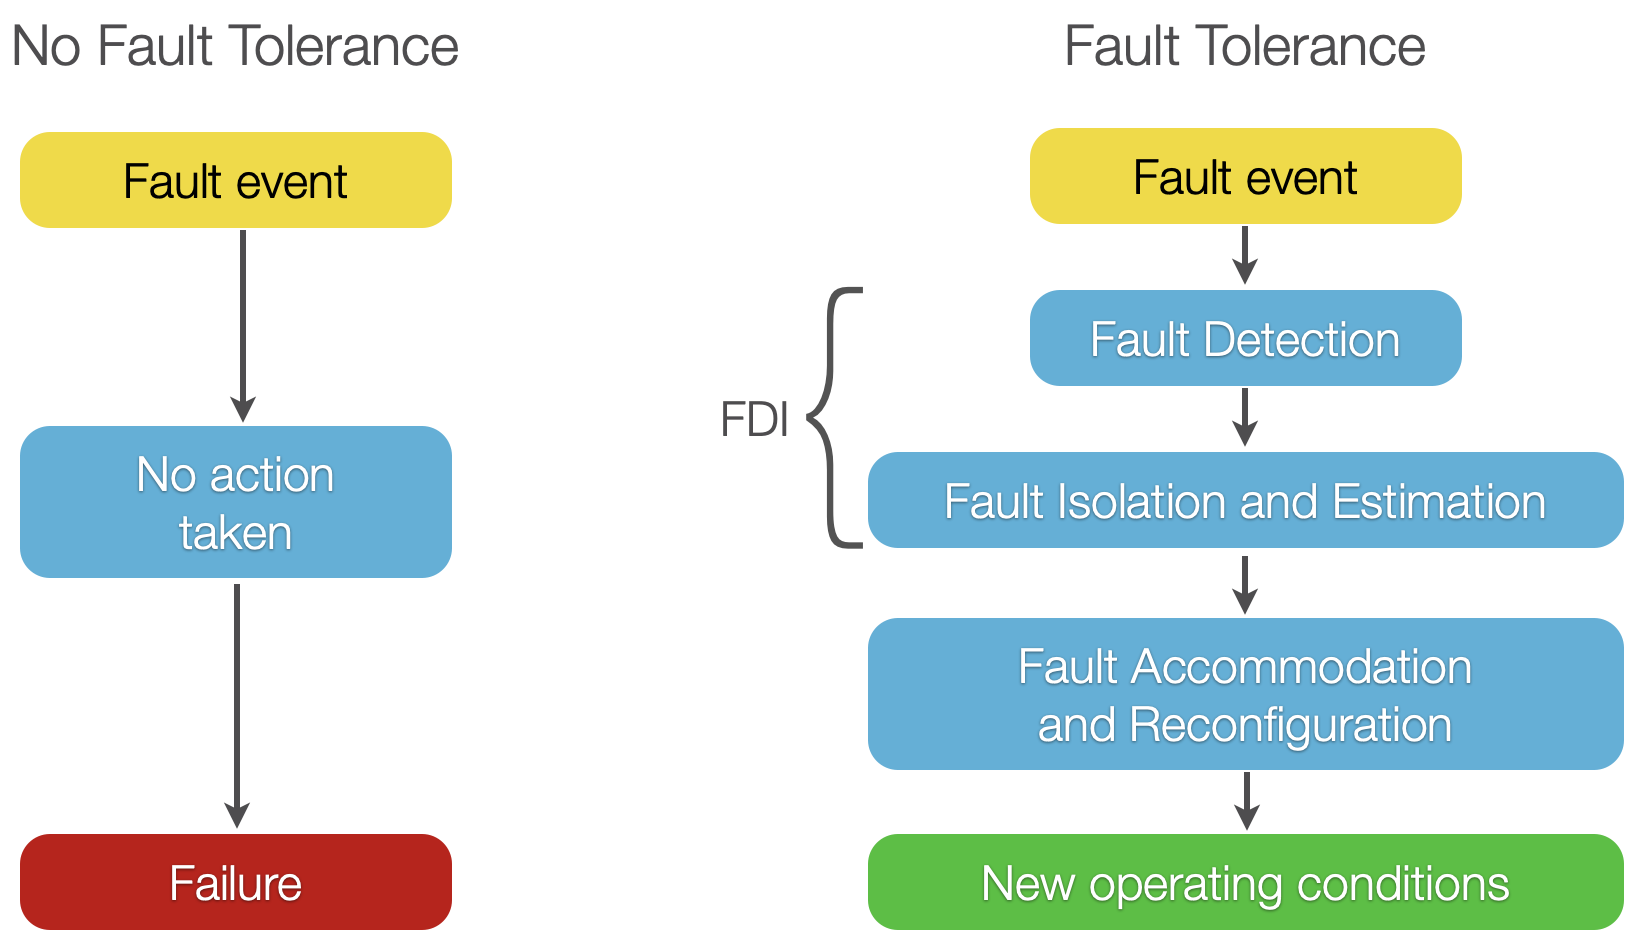 No Fault Tolerance
Fault event
No action
taken
Failure
Fault Tolerance
Fault event
Fault Detection
FDI
Fault Isolation and Estimation
Fault Accommodation
and Reconfiguration
New operating conditions